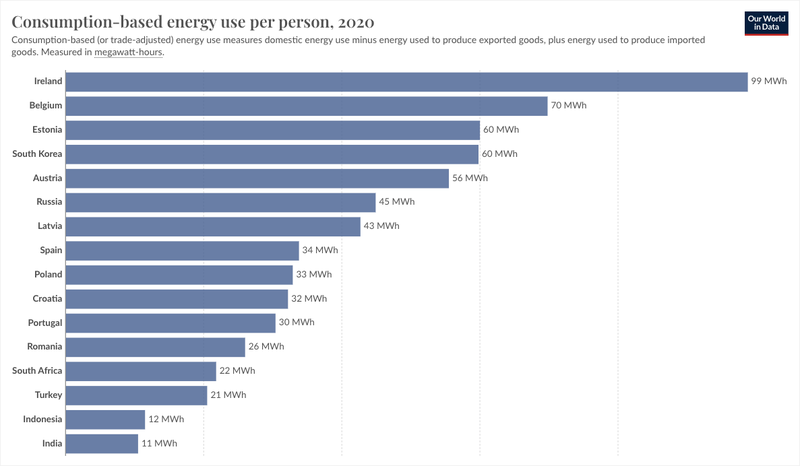 Consumption-based energy use per person, 2020
Our World
in Data
Consumption-based (or trade-adjusted) energy use measures domestic energy use minus energy used to produce exported goods, plus energy used to produce imported
goods. Measured in megawatt-hours.
Ireland 99 MWh
Belgium 70 MWh
Estonia 60 MWh
South Korea 60 MWh
Austria 56 MWh
Russia 45 MWh
Latvia 43 MWh
Spain 34 MWh
Poland 33 MWh
Croatia 32 MWh
Portugal 30 MWh
Romania 26 MWh
South Africa 22 MWh
Turkey 21 MWh
Indonesia 12 MWh
India 11 MWh